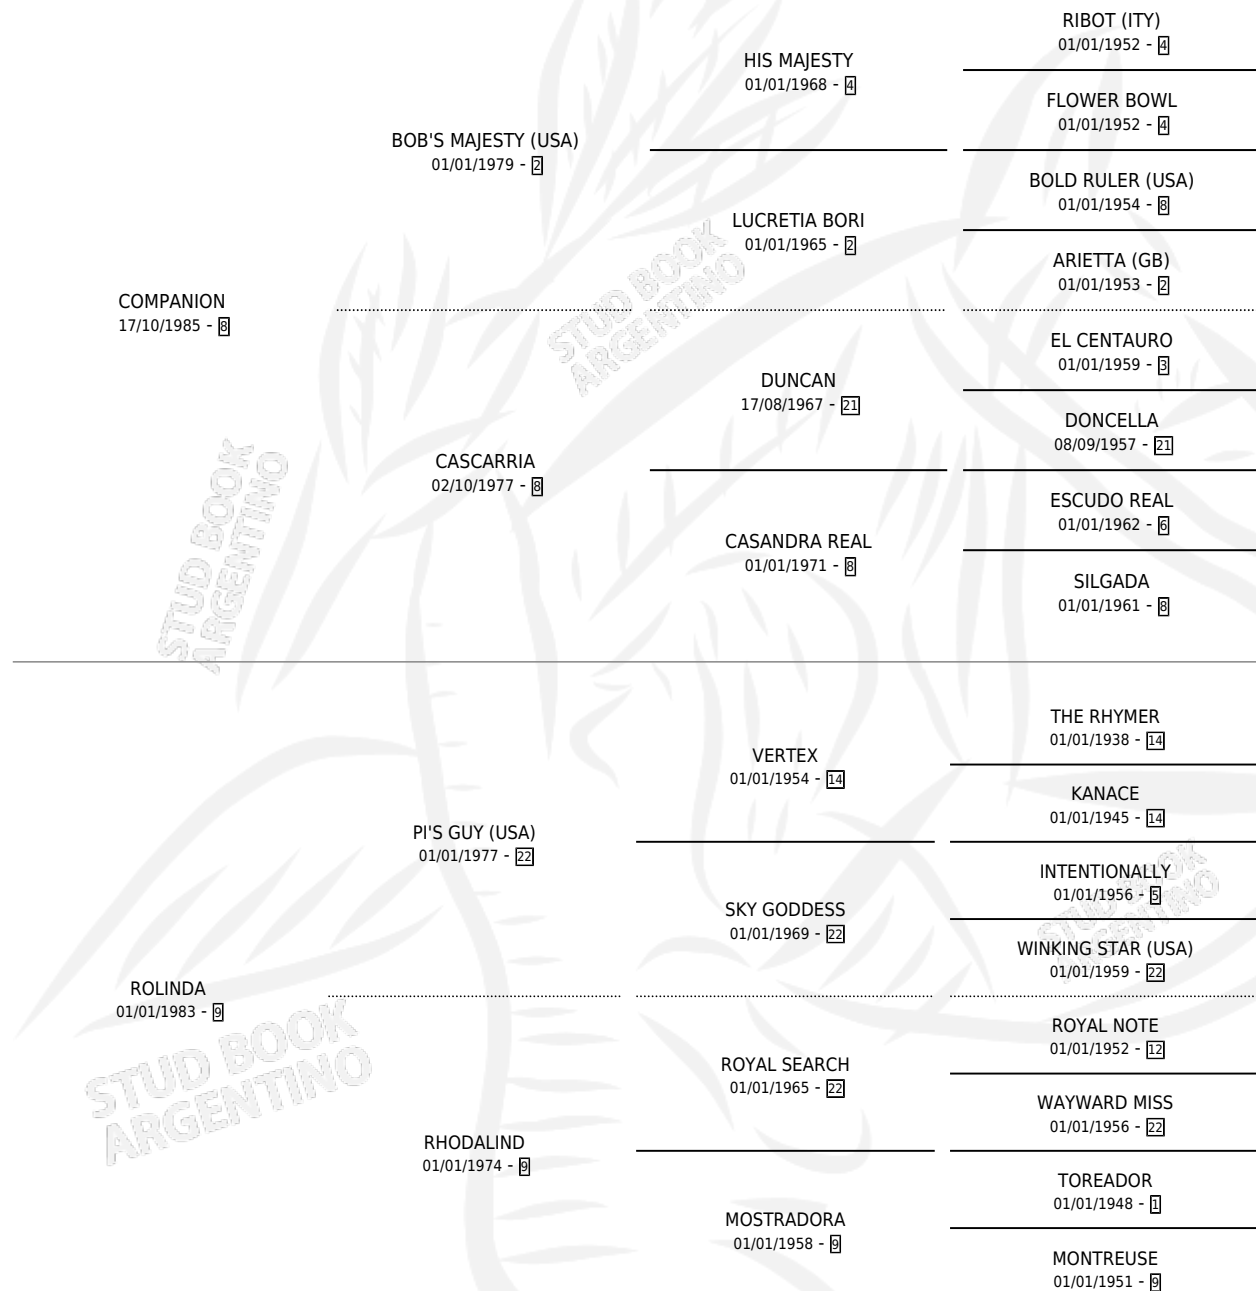 RIBOT (ITY)
01/01/1952 - 4
HIS MAJESTY
01/01/1968 - 4
FLOWER BOWL
01/01/1952 - 4
BOB'S MAJESTY (USA)
01/01/1979 - 2
BOLD RULER (USA)
01/01/1954 - 8
LUCRETIA BORI
01/01/1965 - 2
ARIETTA (GB)
01/01/1953 - 2
COMPANION
17/10/1985 - 8
EL CENTAURO
01/01/1959 - 3
DUNCAN
17/08/1967 - 21
DONCELLA
08/09/1957 - 21
CASCARRIA
02/10/1977 - 8
ESCUDO REAL
01/01/1962 - 6
CASANDRA REAL
01/01/1971 - 8
SILGADA
01/01/1961 - 8
THE RHYMER
01/01/1938 - 14
VERTEX
01/01/1954 - 14
KANACE
01/01/1945 - 14
PI'S GUY (USA)
01/01/1977 - 22
INTENTIONALLY
01/01/1956 - 5
SKY GODDESS
01/01/1969 - 22
WINKING STAR (USA)
01/01/1959 - 22
ROLINDA
01/01/1983 - 9
ROYAL NOTE
01/01/1952 - 12
ROYAL SEARCH
01/01/1965 - 22
WAYWARD MISS
01/01/1956 - 22
RHODALIND
01/01/1974 - 9
TOREADOR
01/01/1948 - 1
MOSTRADORA
01/01/1958 - 9
MONTREUSE
01/01/1951 - 9
STUD BOOK
ARGENTINO
STUD BOOK
ARGENTINO
STUD BOOK
ARGENTINO
STUD BOOK
ARGENTINO